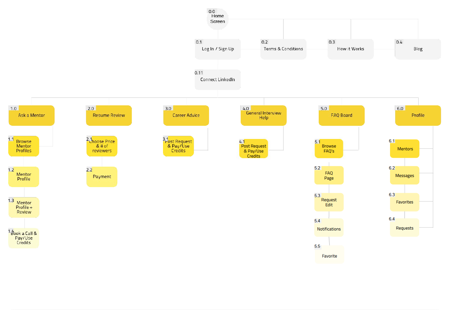 0.0
Home
Screen
0.1
Log In / Sign Up
0.2
Terms & Conditions
0.3
How it Works
0.4
Blog
0.11
Connect LinkedIn
1.0
Ask a Mentor
2.0
Resume Review
3.0
Career Advice
4.0
General/Interview
Help
5.0
FAQ Board
6.0
Profile
1.1
Browse
Mentor
Profiles
2.1
Choose Price
& # of
reviewers
3.1
Post Request
& Pay/Use
Credits
4.1
Post Request
& Pay/Use
Credits
5.1
Browse
FAQ's
6.1
Mentors
1.2
Mentor
Profile
2.2
Payment
5.2
FAQ
Page
6.2
Messages
1.3
Mentor
Profile +
Review
5.3
Request
Edit
6.3
Favorites
Book a Call &
Pay/Use
Credits
5.4
Notifications
6.4
Requests
5.5
Favorite